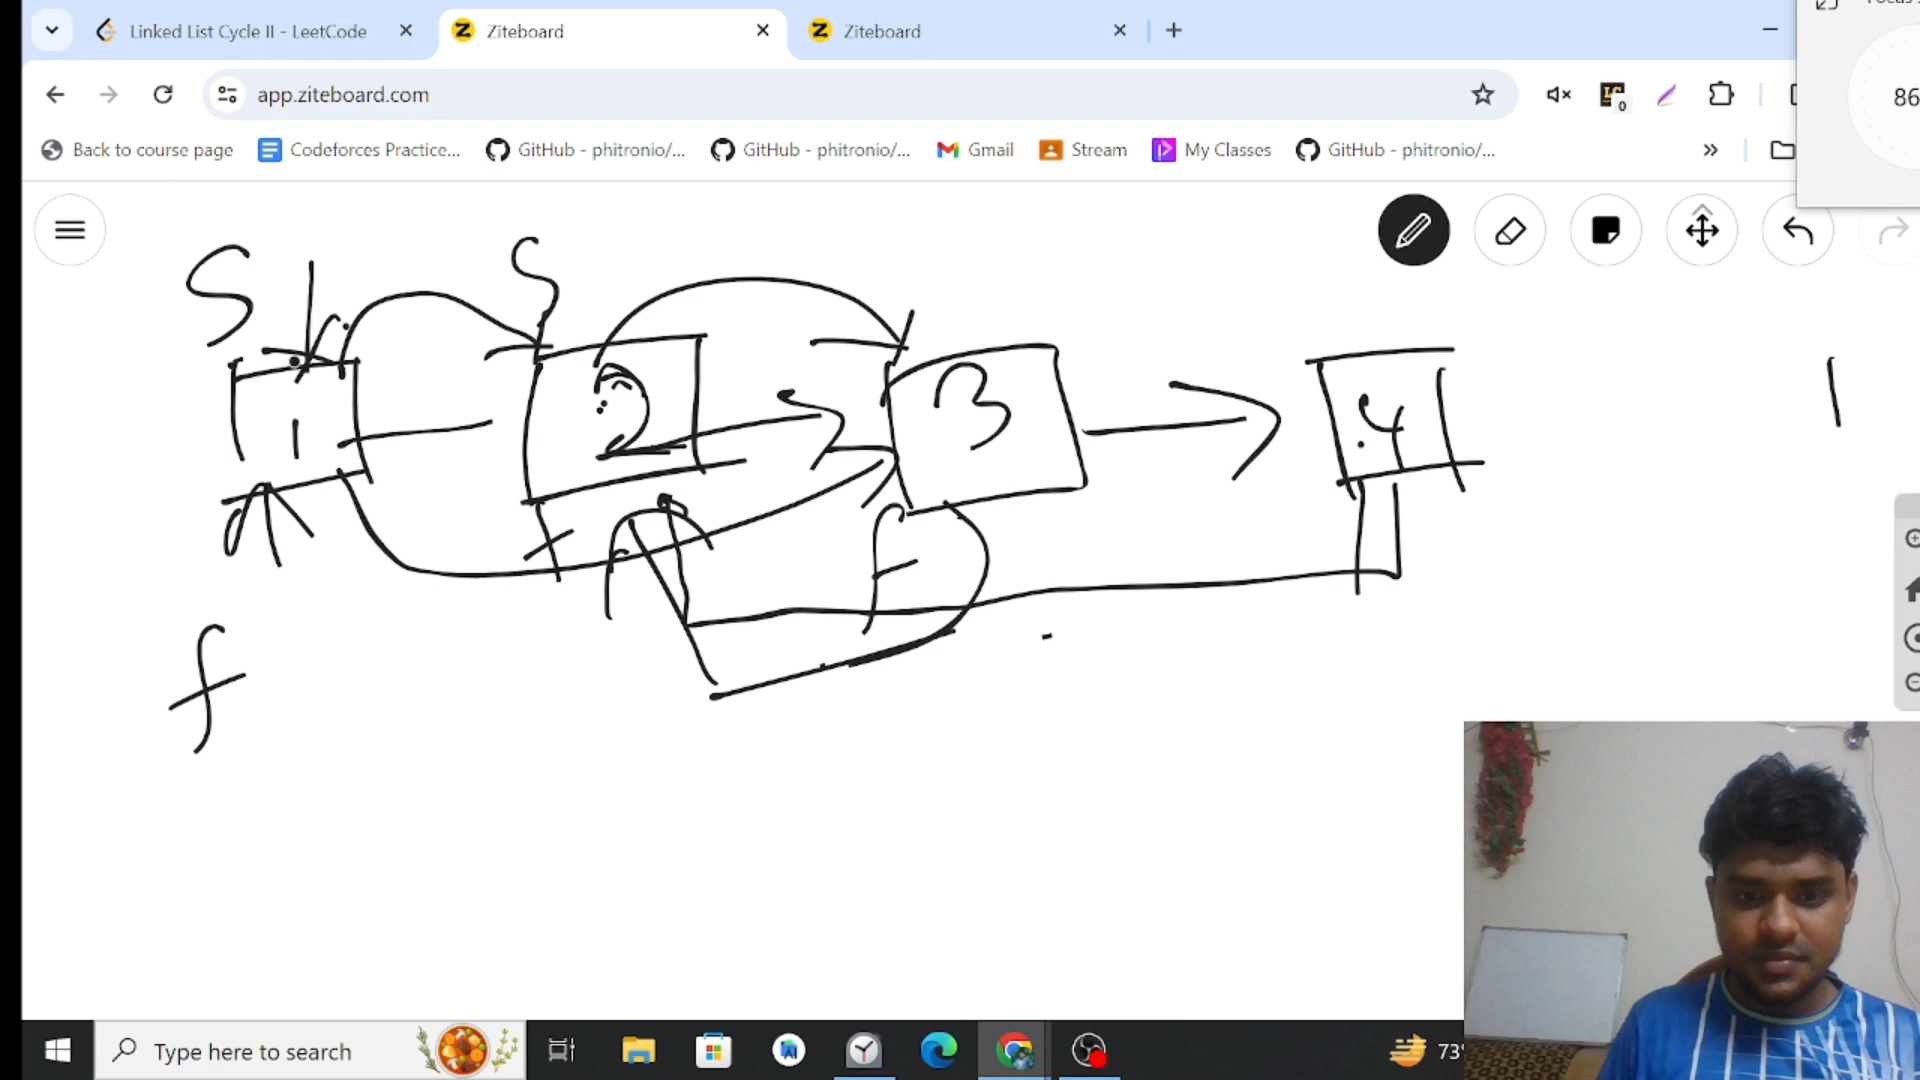 Linked List Cycle II - LeetCode
Ziteboard
Ziteboard
86
app.ziteboard.com
0
Back to course page
Codeforces Practice...
GitHub - phitronio/...
GitHub - phitronio/...
Gmail
Stream
My Classes
GitHub - phitronio/...
S
S
1
2
3
4
f
f
f
Type here to search
73°